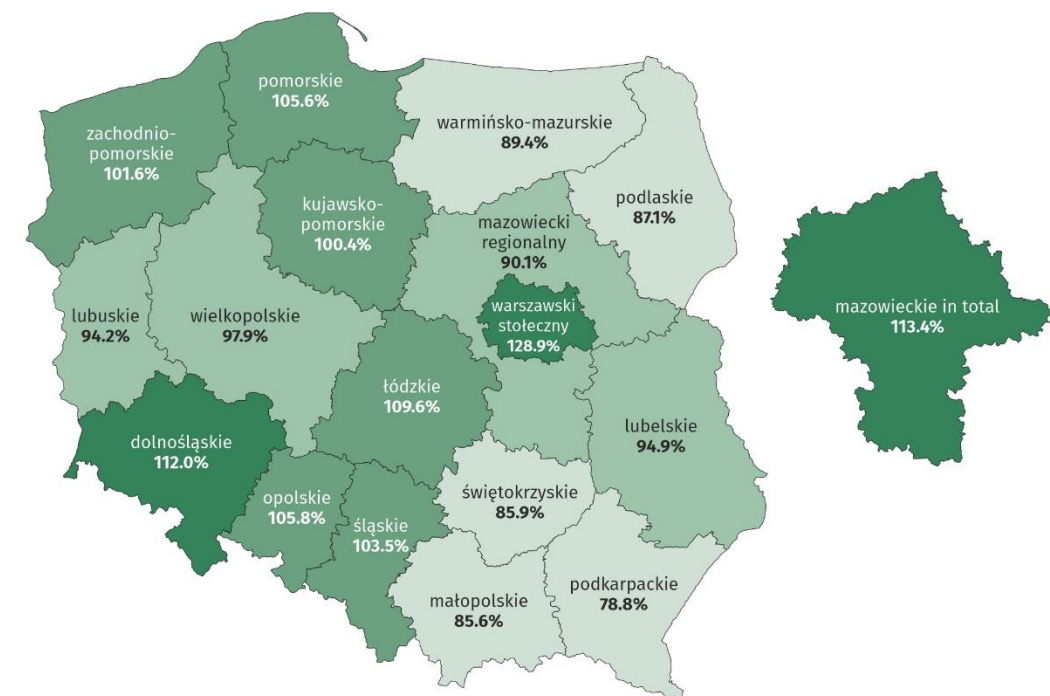 pomorskie
105.6%
warmińsko-mazurskie
89.4%
zachodnio-
pomorskie
101.6%
podlaskie
87.1%
kujawsko-
pomorskie
100.4%
mazowiecki
regionalny
90.1%
lubuskie
94.2%
wielkopolskie
97.9%
warszawski
stołeczny
128.9%
mazowieckie in total
113.4%
łódzkie
109.6%
dolnośląskie
112.0%
lubelskie
94.9%
opolskie
105.8%
śląskie
103.5%
świętokrzyskie
85.9%
małopolskie
85.6%
podkarpackie
78.8%